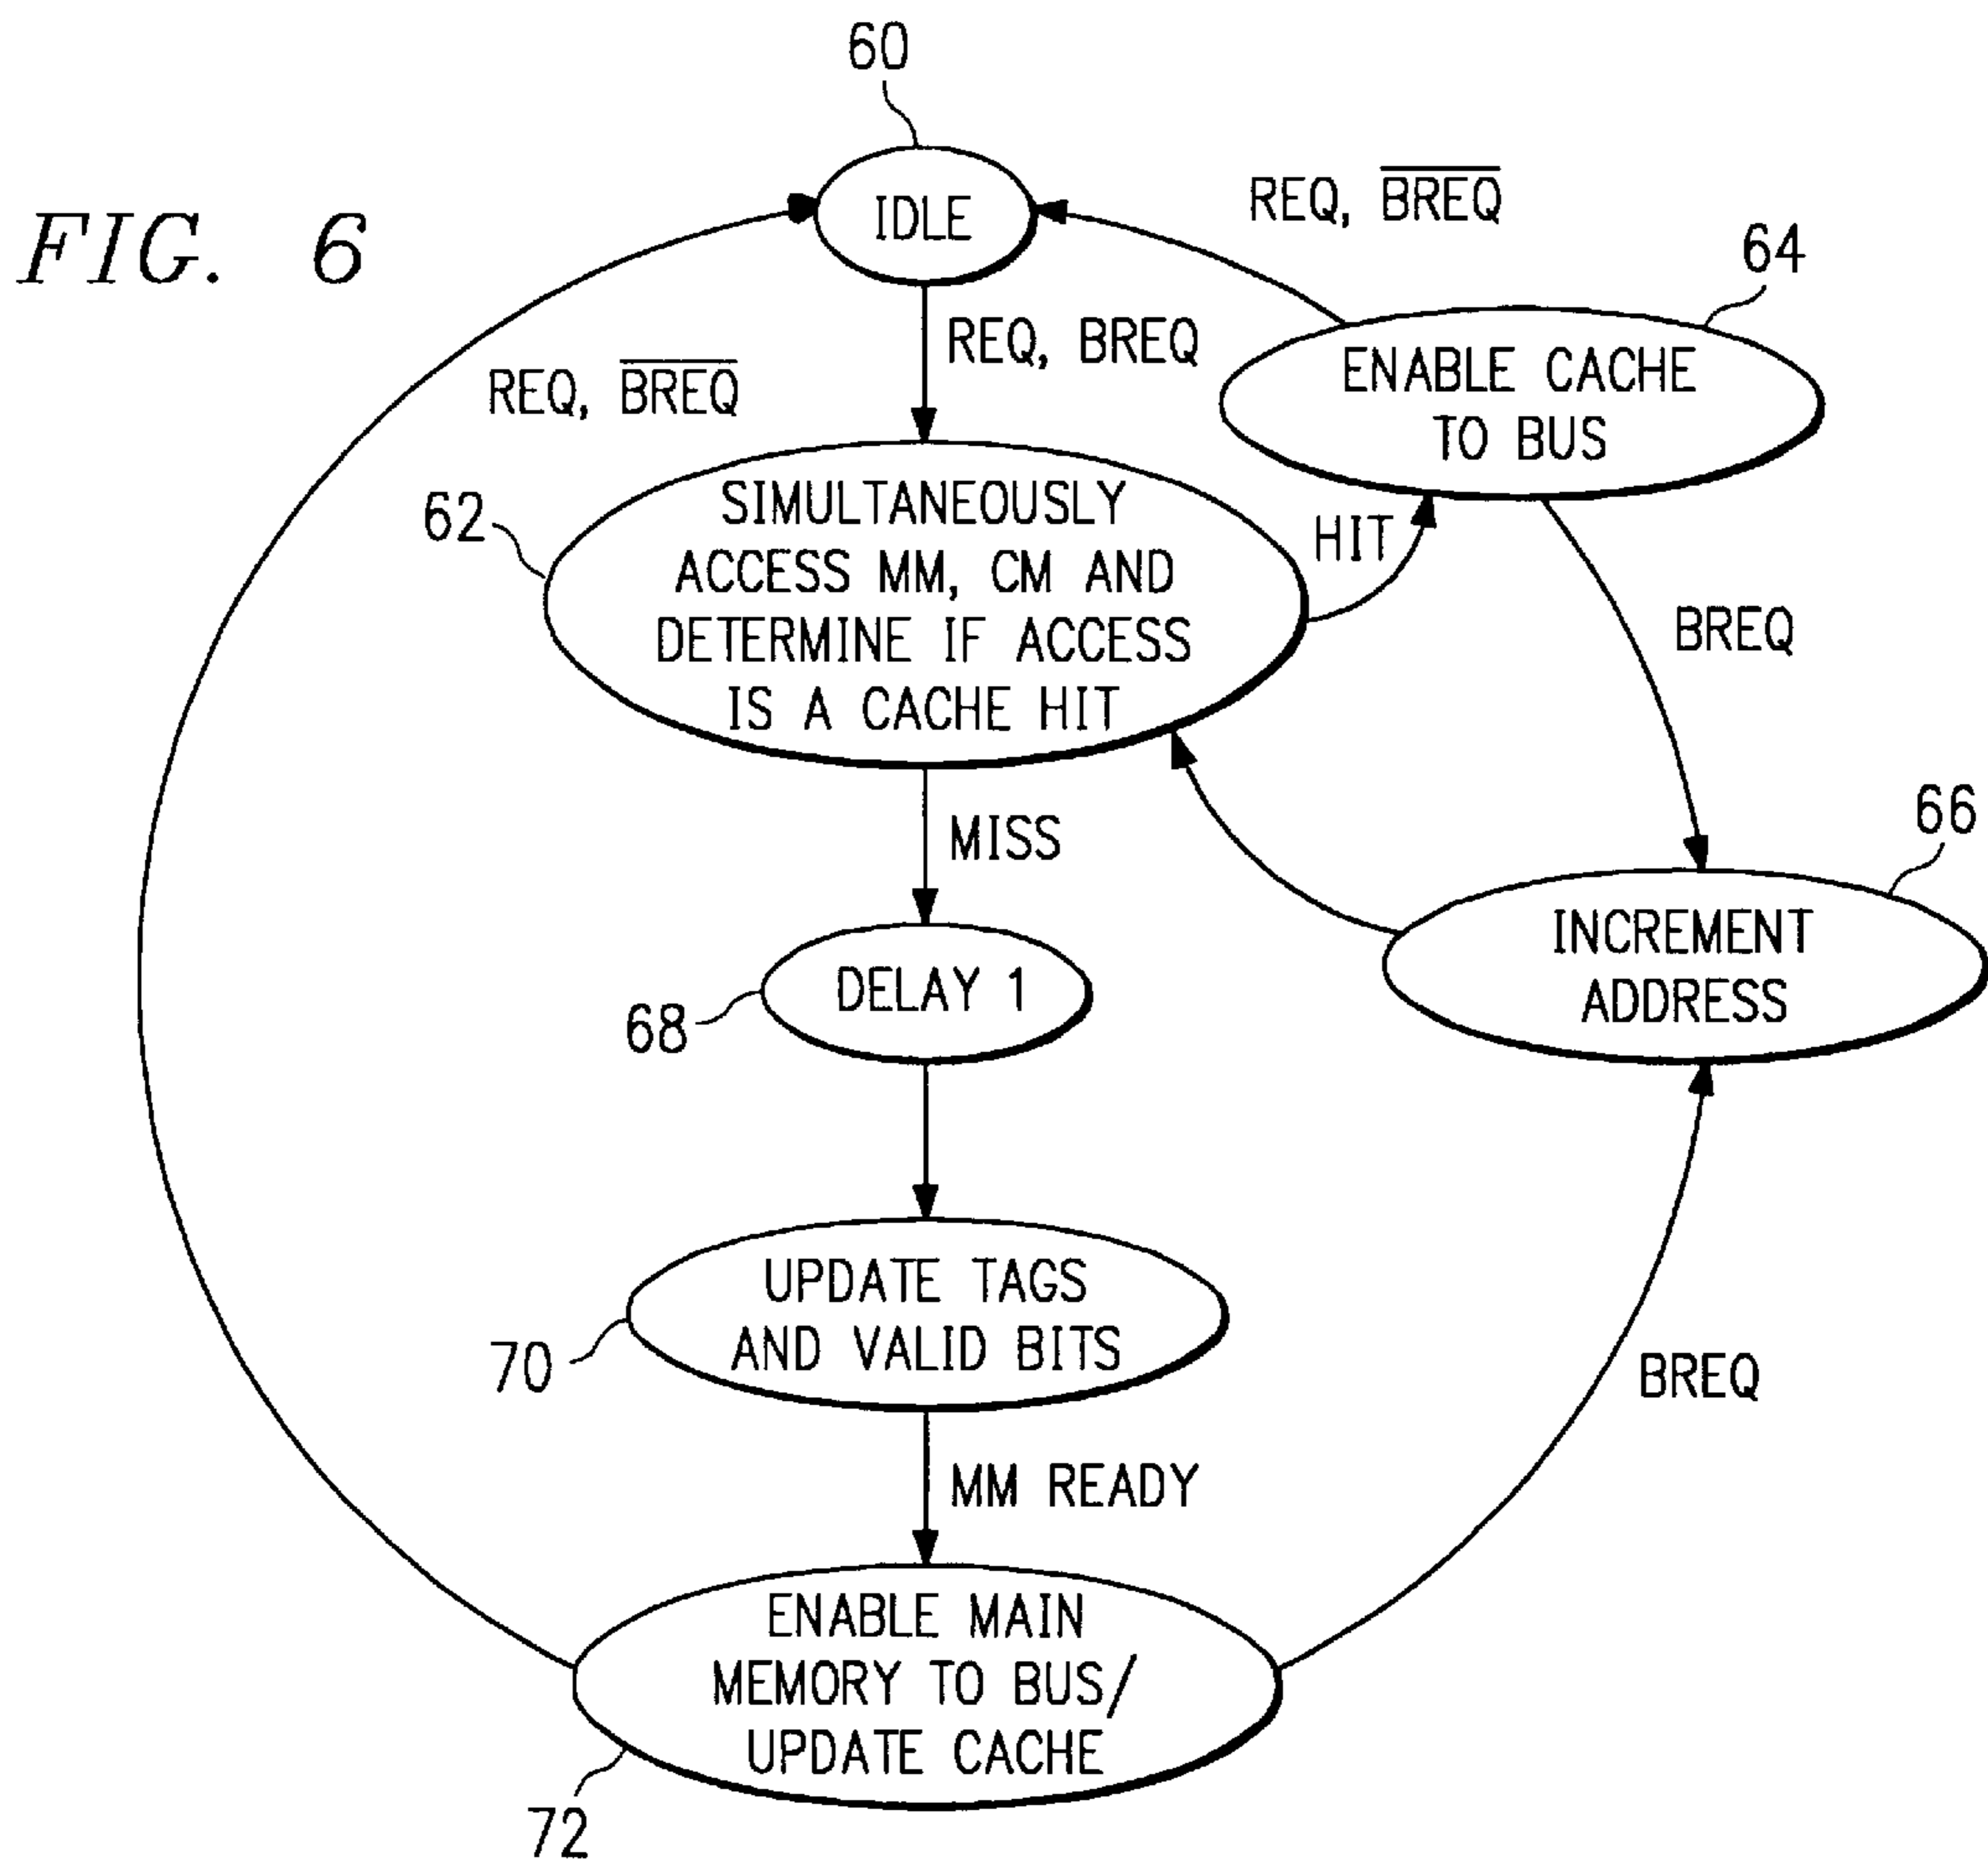 FIG. 6
60
IDLE
REQ, B̅R̅E̅Q̅
64
REQ, BREQ
REQ, B̅R̅E̅Q̅
ENABLE CACHE
TO BUS
62
SIMULTANEOUSLY
ACCESS MM, CM AND
DETERMINE IF ACCESS
IS A CACHE HIT
HIT
BREQ
MISS
66
INCREMENT
ADDRESS
DELAY 1
68
UPDATE TAGS
AND VALID BITS
70
BREQ
MM READY
ENABLE MAIN
MEMORY TO BUS/
UPDATE CACHE
72